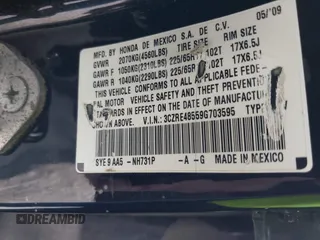 MFD. BY HONDA DE MEXICO S.A. DE C.V. 05/09
GVWR 2070KG(4560LBS) TIRE SIZE RIM SIZE
GAWR F 1050KG(2310LBS) 225/65R17 102T 17X6.5J
GAWR R 1040KG(2290LBS) 225/65R17 102T 17X6.5J
THIS VEHICLE CONFORMS TO ALL APPLICABLE FEDE-
RAL MOTOR VEHICLE SAFETY AND THEFT PREVENTION
STANDARDS IN EFFECT ON THE DATE OF MANUFACTURE
SHOWN ABOVE. V.I.N: 3CZRE48559G703595 TYPE:
SYE 9 AA5 -NH731P -A -G MADE IN MEXICO
DREAMBID